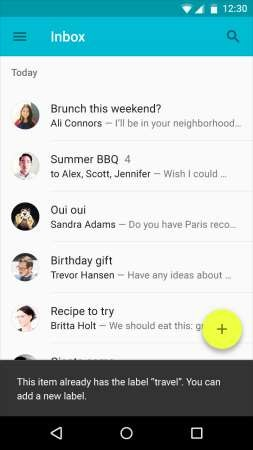 12:30
Inbox
Today
Brunch this weekend?
Ali Connors — I'll be in your neighborhood…
Summer BBQ 4
to Alex, Scott, Jennifer — Wish I could …
Oui oui
Sandra Adams — Do you have Paris reco…
Birthday gift
Trevor Hansen — Have any ideas about …
Recipe to try
Britta Holt — We should eat this:
This item already has the label "travel". You can
add a new label.